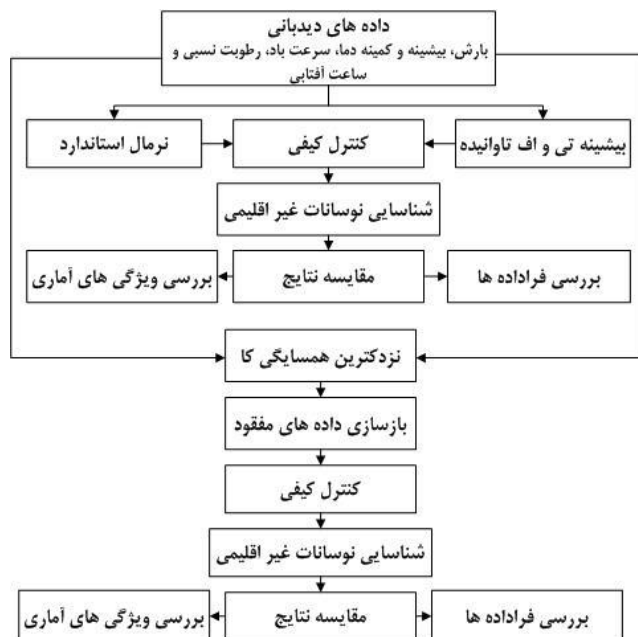 داده های دیدبانی
بارش، بیشینه و کمینه دما، سرعت باد، رطوبت نسبی و
ساعت آفتابی
بیشینه تی و اف تاوانیده
کنترل کیفی
نرمال استاندارد
شناسایی نوسانات غیر اقلیمی
بررسی فراداده ها
مقایسه نتایج
بررسی ویژگی های آماری
نزدکترین همسایگی کا
بازسازی داده های مفقود
کنترل کیفی
شناسایی نوسانات غیر اقلیمی
بررسی فراداده ها
مقایسه نتایج
بررسی ویژگی های آماری